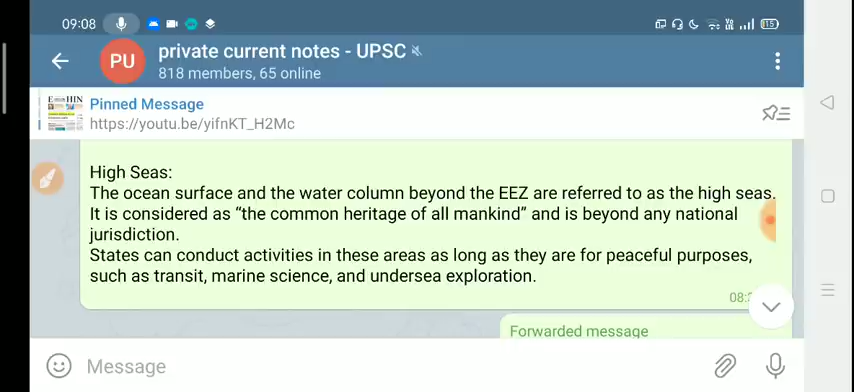 09:08
815
PU
private current notes - UPSC
818 members, 65 online
Pinned Message
https://youtu.be/yifnKT_H2Mc
High Seas:
The ocean surface and the water column beyond the EEZ are referred to as the high seas.
It is considered as “the common heritage of all mankind” and is beyond any national
jurisdiction.
States can conduct activities in these areas as long as they are for peaceful purposes,
such as transit, marine science, and undersea exploration.
Forwarded message
Message